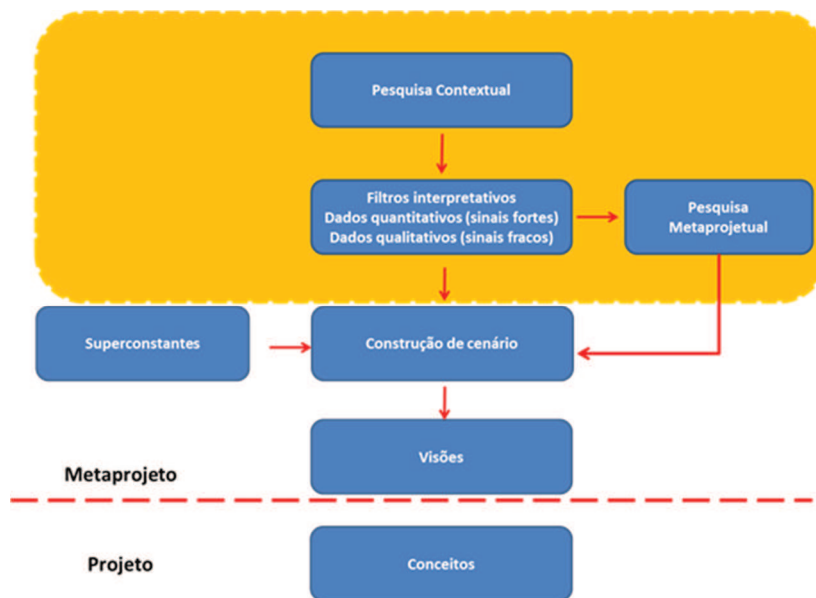 Pesquisa Contextual
Filtros interpretativos
Dados quantitativos (sinais fortes)
Dados qualitativos (sinais fracos)
Pesquisa
Metaprojetual
Superconstantes
Construção de cenário
Visões
Metaprojeto
Projeto
Conceitos